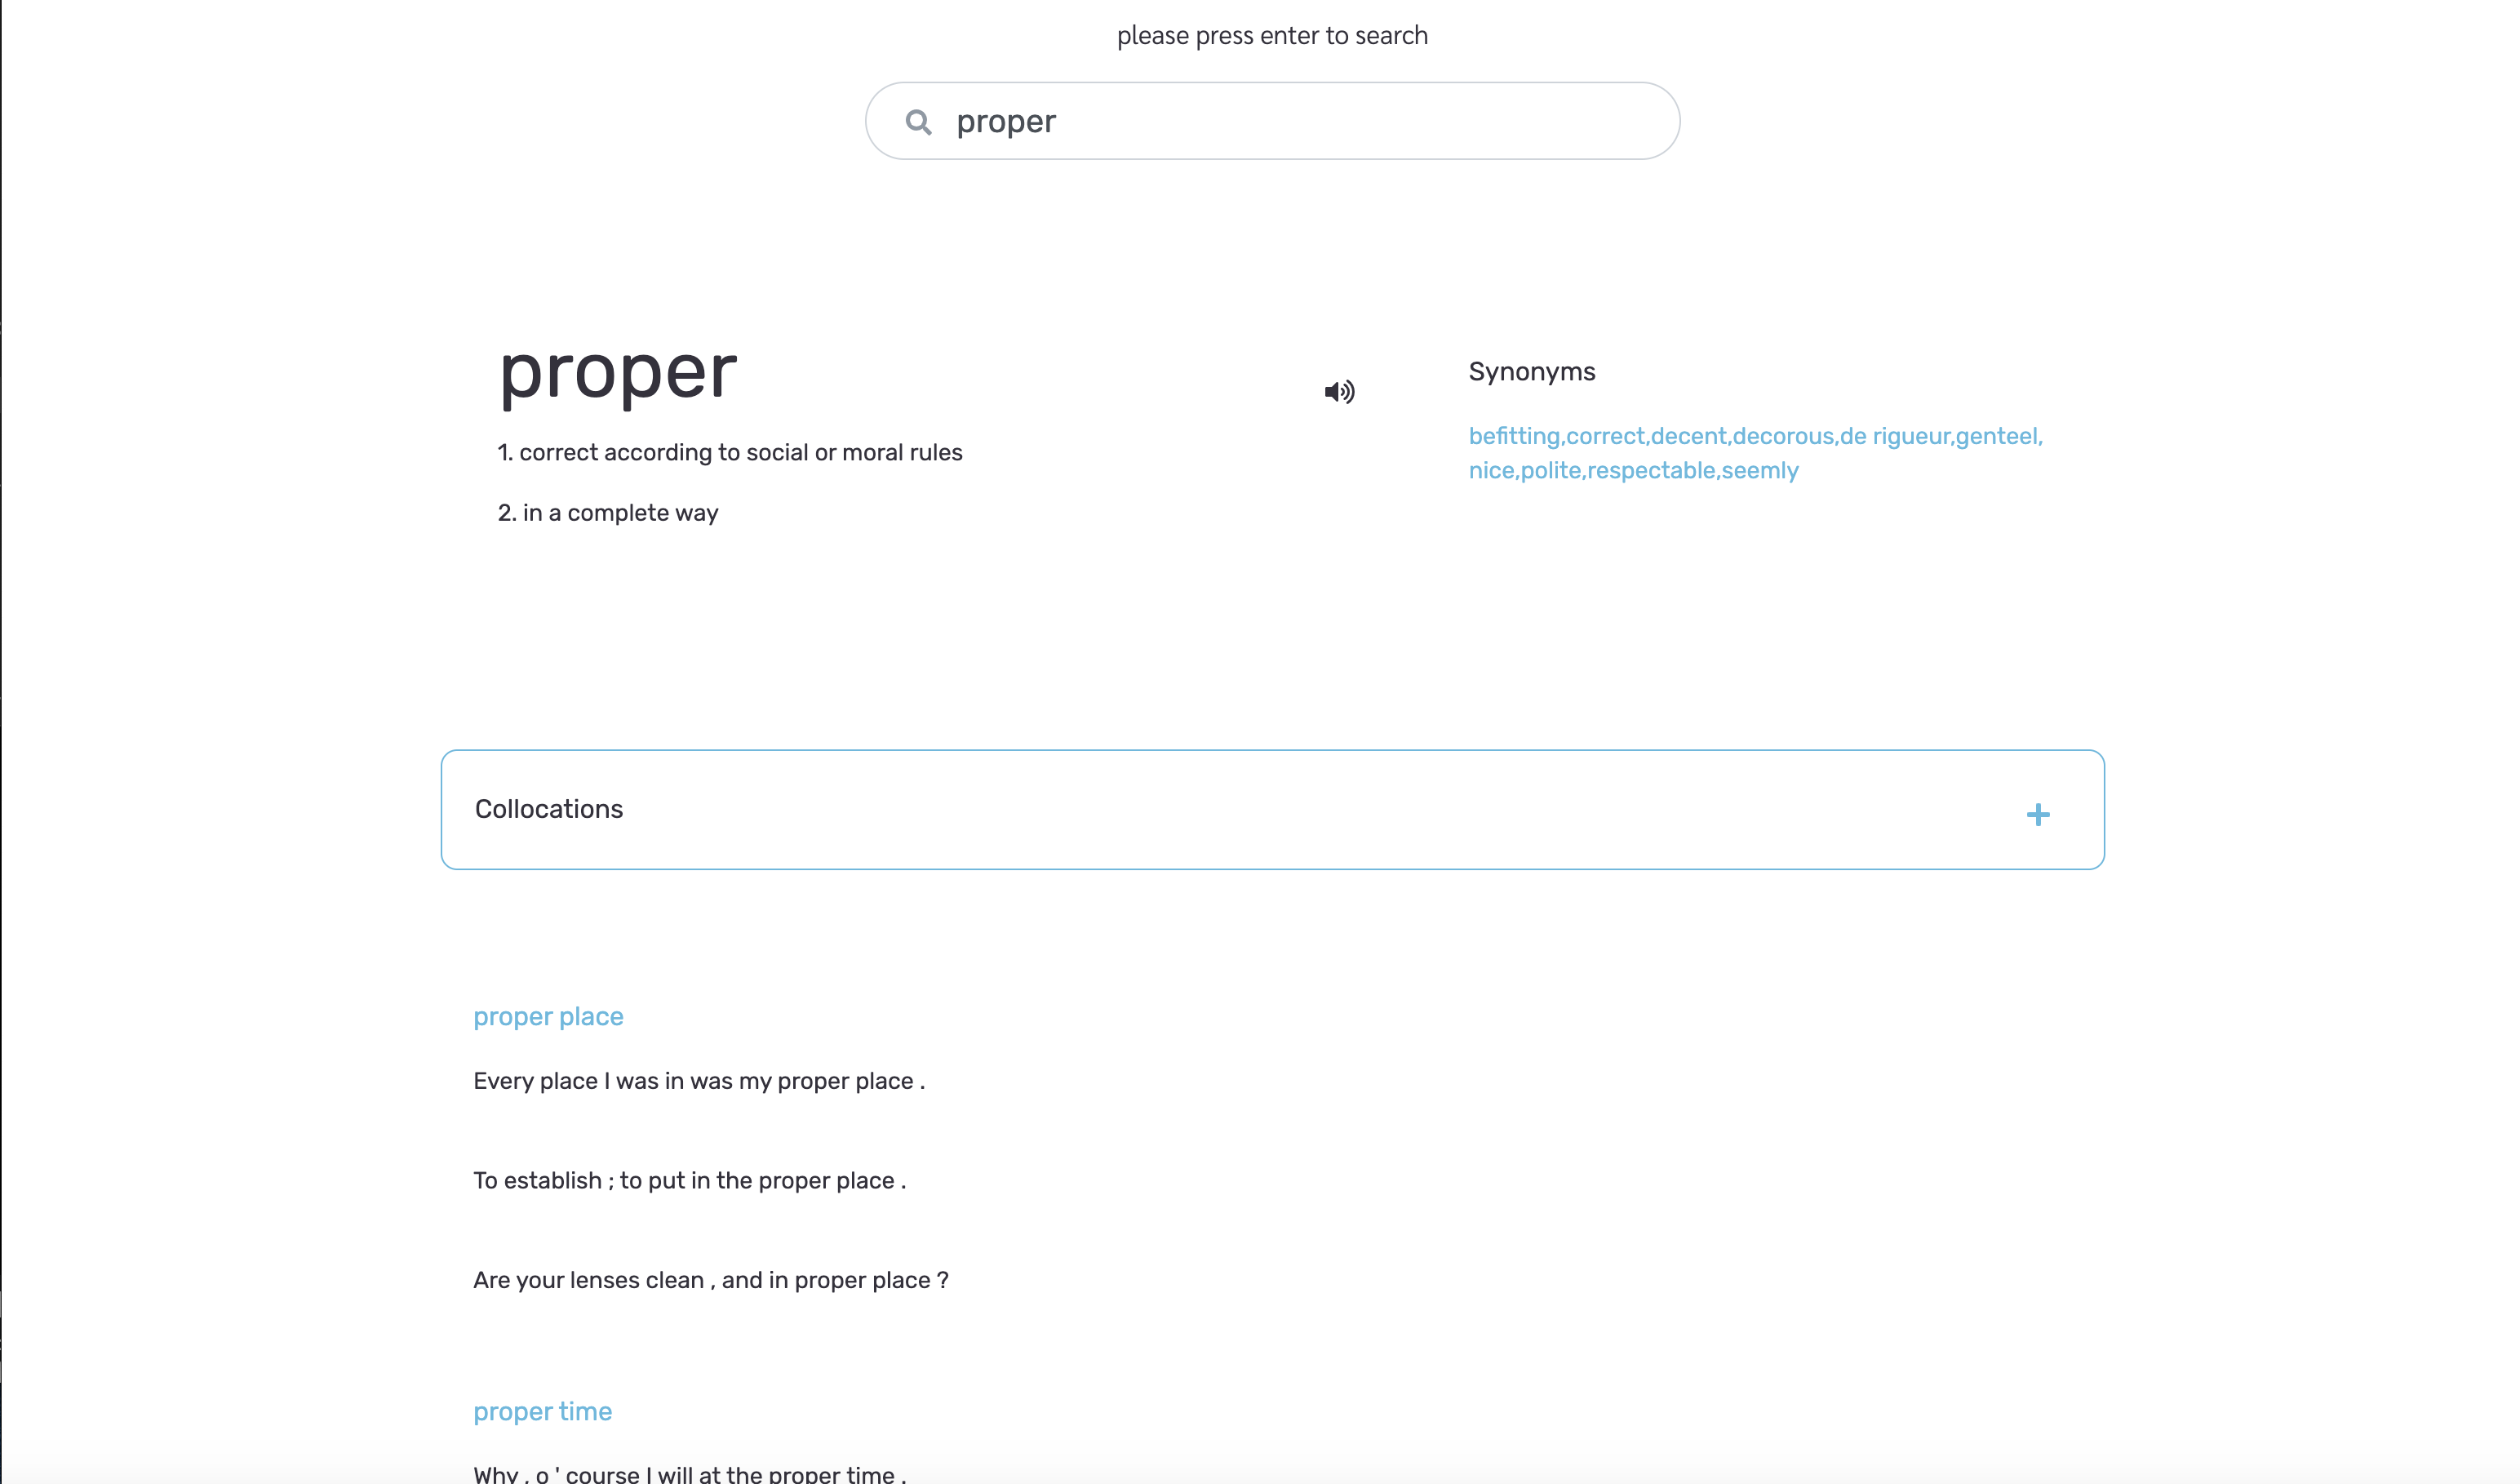 please press enter to search
proper
proper
1. correct according to social or moral rules
2. in a complete way
Synonyms
befitting,correct,decent,decorous,de rigueur,genteel,
nice,polite,respectable,seemly
Collocations
proper place
Every place I was in was my proper place .
To establish ; to put in the proper place .
Are your lenses clean , and in proper place ?
proper time
Why , o ' course I will at the proper time .